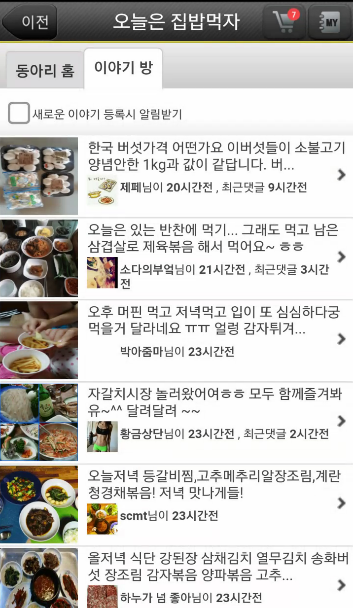 이전
오늘은 집밥먹자
7
MY
동아리 홈
이야기 방
새로운 이야기 등록시 알림받기
한국 버섯가격 어떤가요 이버섯들이 소불고기
양념안한 1kg과 값이 같답니다. 버...
제페님이 20시간전 , 최근댓글 9시간전
오늘은 있는 반찬에 먹기... 그래도 먹고 남은
삼겹살로 제육볶음 해서 먹어요~ ㅎㅎ
소다의부엌님이 21시간전 , 최근댓글 3시간
전
오후 머핀 먹고 저녁먹고 입이 또 심심하다궁
먹을거 달라네요 ㅠㅠ 얼렁 감자튀겨...
박아줌마님이 23시간전
자갈치시장 놀러왔어여ㅎㅎ 모두 함께즐겨봐
유~^^ 달려달려 ~~
황금상단님이 23시간전 , 최근댓글 2시간전
오늘저녁 등갈비찜,고추메추리알장조림,계란
청경채볶음! 저녁 맛나게들!
scmt님이 23시간전
올저녁 식단 강된장 삼채김치 열무김치 송화버
섯 장조림 감자볶음 양파볶음 고추...
하누가 넘 좋아님이 23시간전